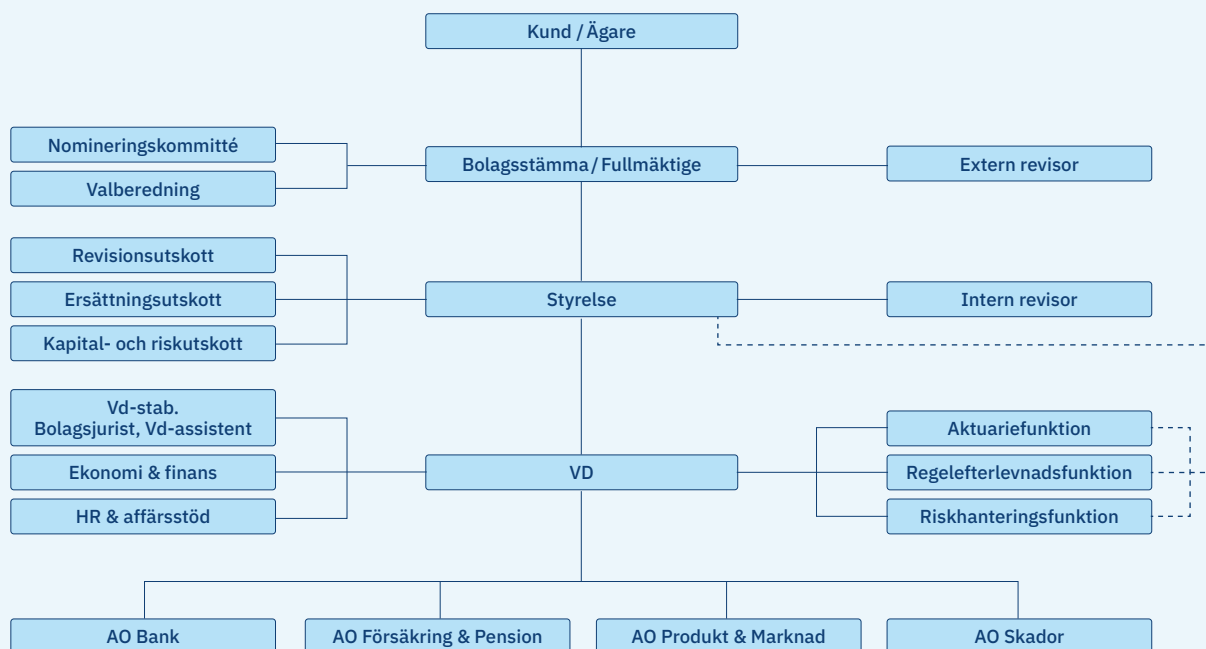 Kund / Ägare
Nomineringskommitté
Valberedning
Bolagsstämma / Fullmäktige
Extern revisor
Revisionsutskott
Ersättningsutskott
Kapital- och riskutskott
Styrelse
Intern revisor
Vd-stab.
Bolagsjurist, Vd-assistent
Ekonomi & finans
HR & affärsstöd
VD
Aktuariefunktion
Regelefterlevnadsfunktion
Riskhanteringsfunktion
AO Bank
AO Försäkring & Pension
AO Produkt & Marknad
AO Skador